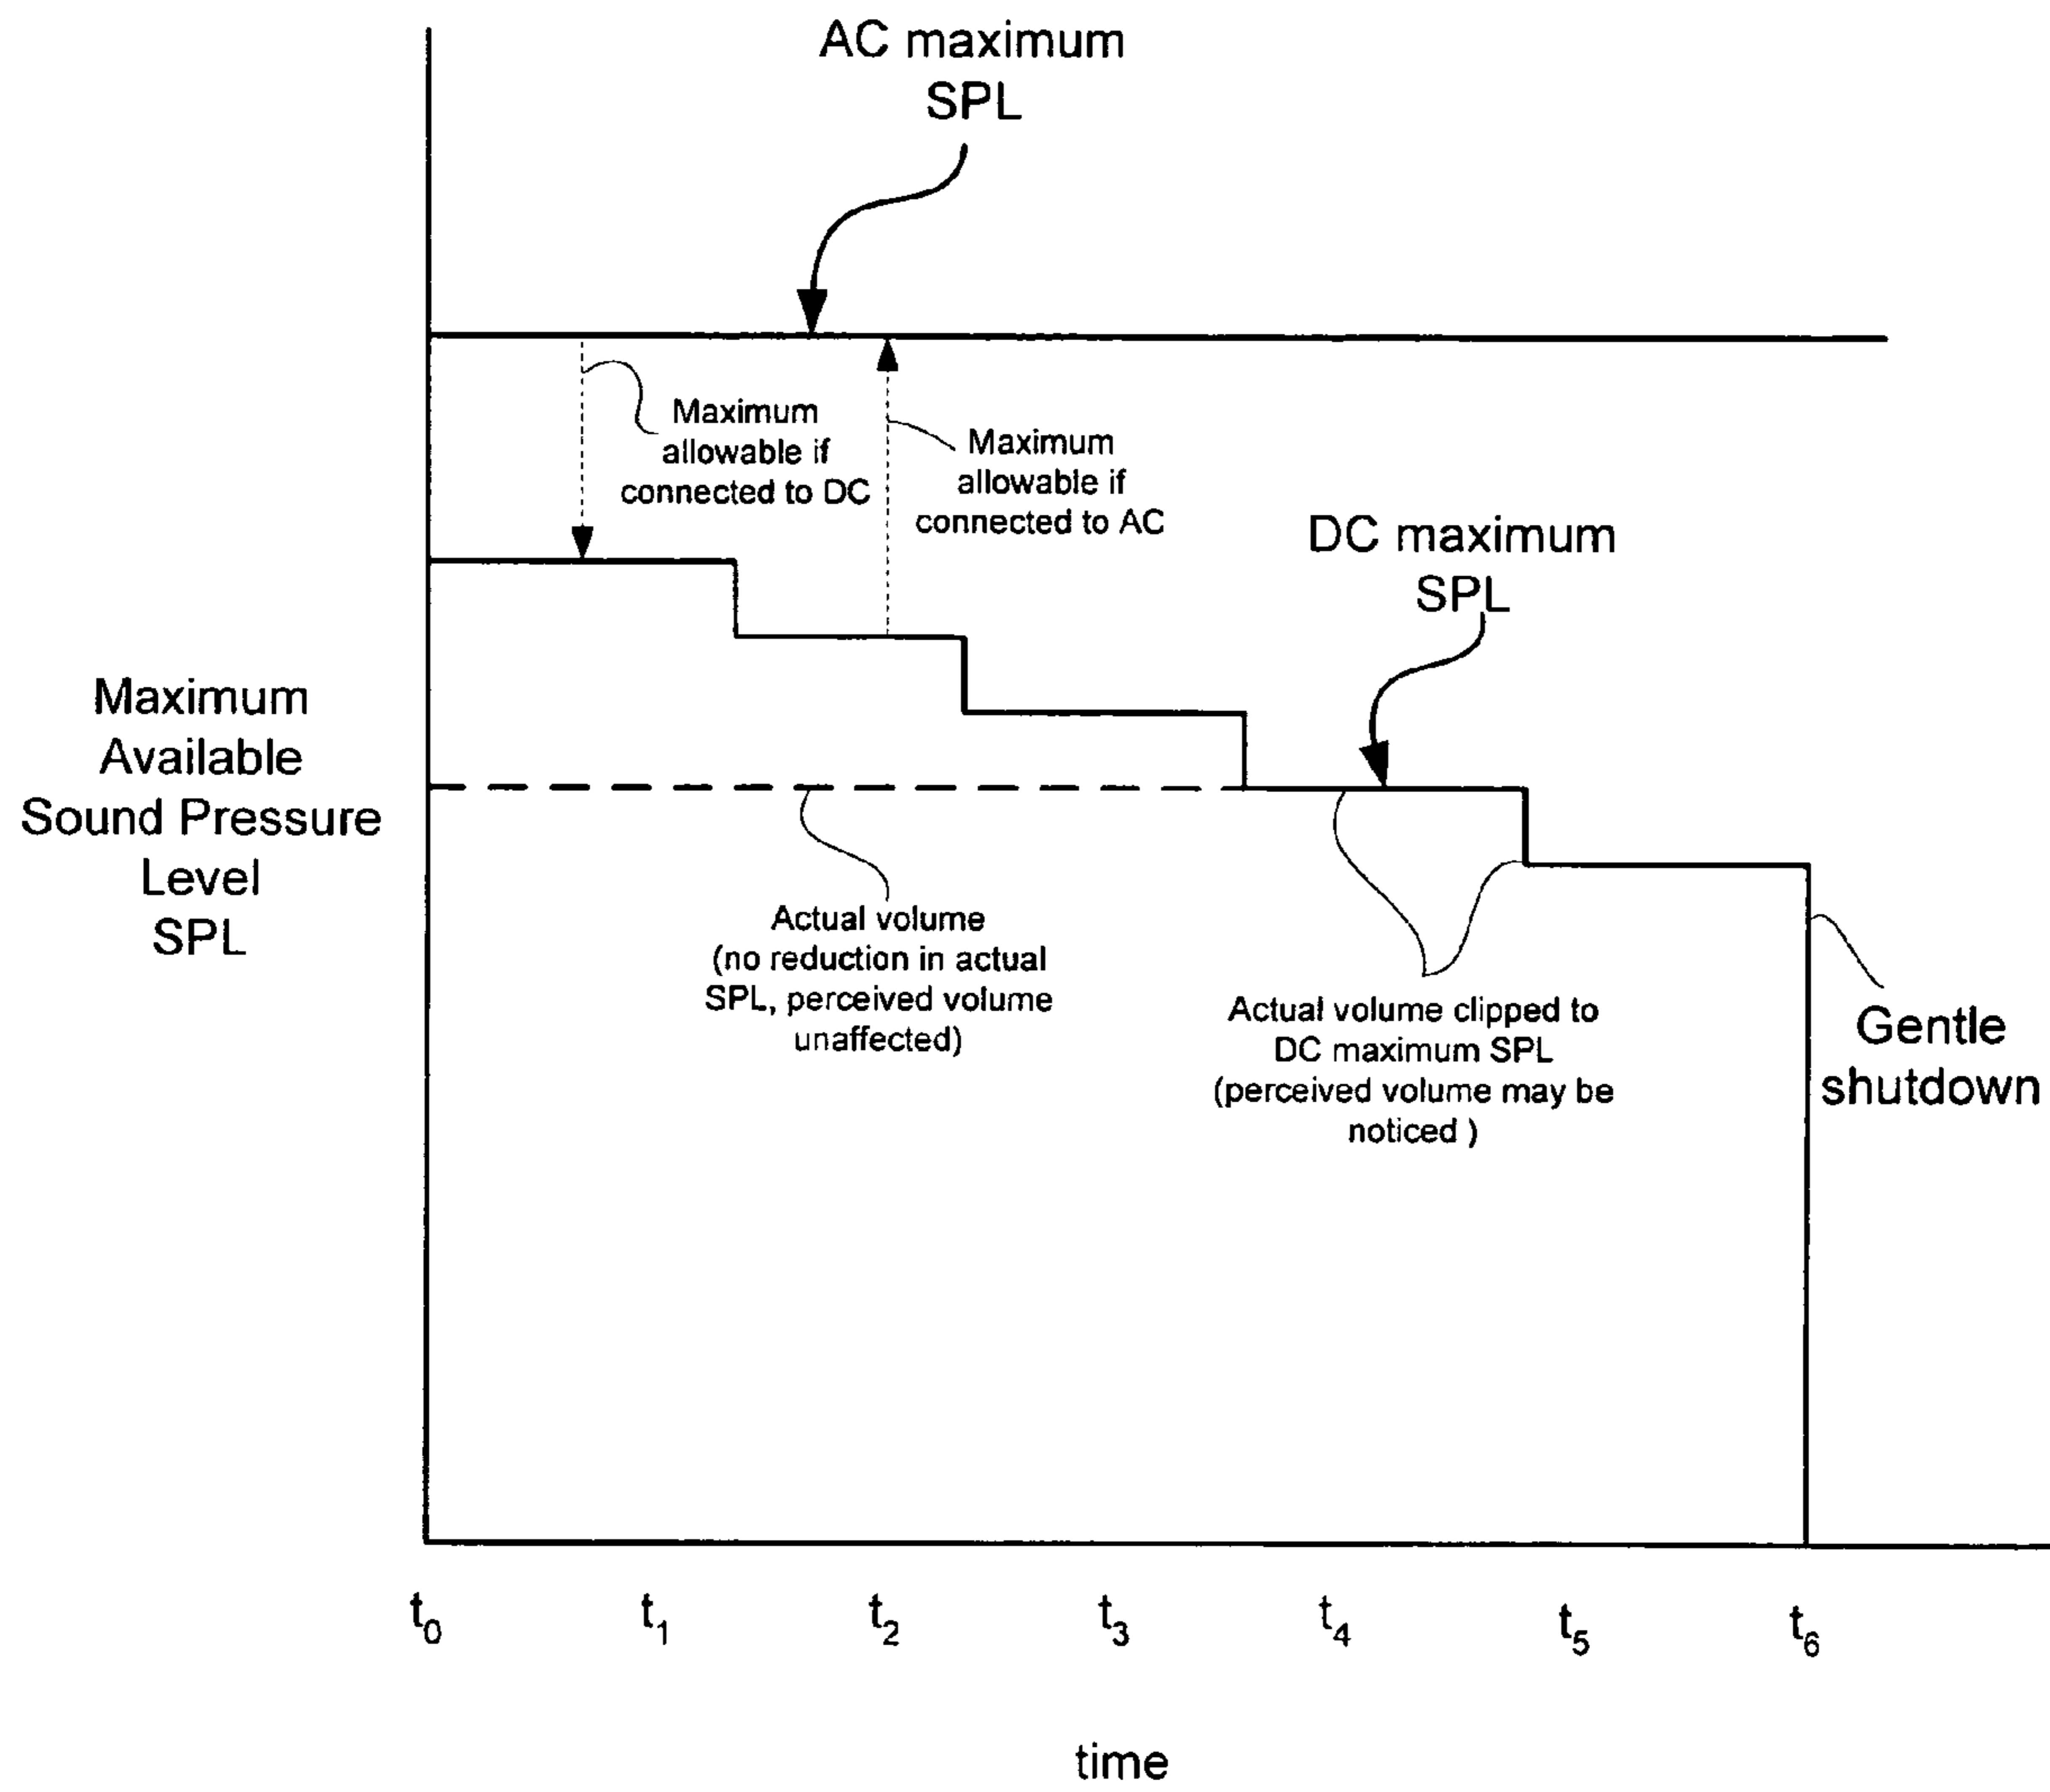 AC maximum
SPL
Maximum
allowable if
connected to DC
Maximum
allowable if
connected to AC
DC maximum
SPL
Maximum
Available
Sound Pressure
Level
SPL
Actual volume
(no reduction in actual
SPL, perceived volume
unaffected)
Actual volume clipped to
DC maximum SPL
(perceived volume may be
noticed )
Gentle
shutdown
t0 t1 t2 t3 t4 t5 t6
time